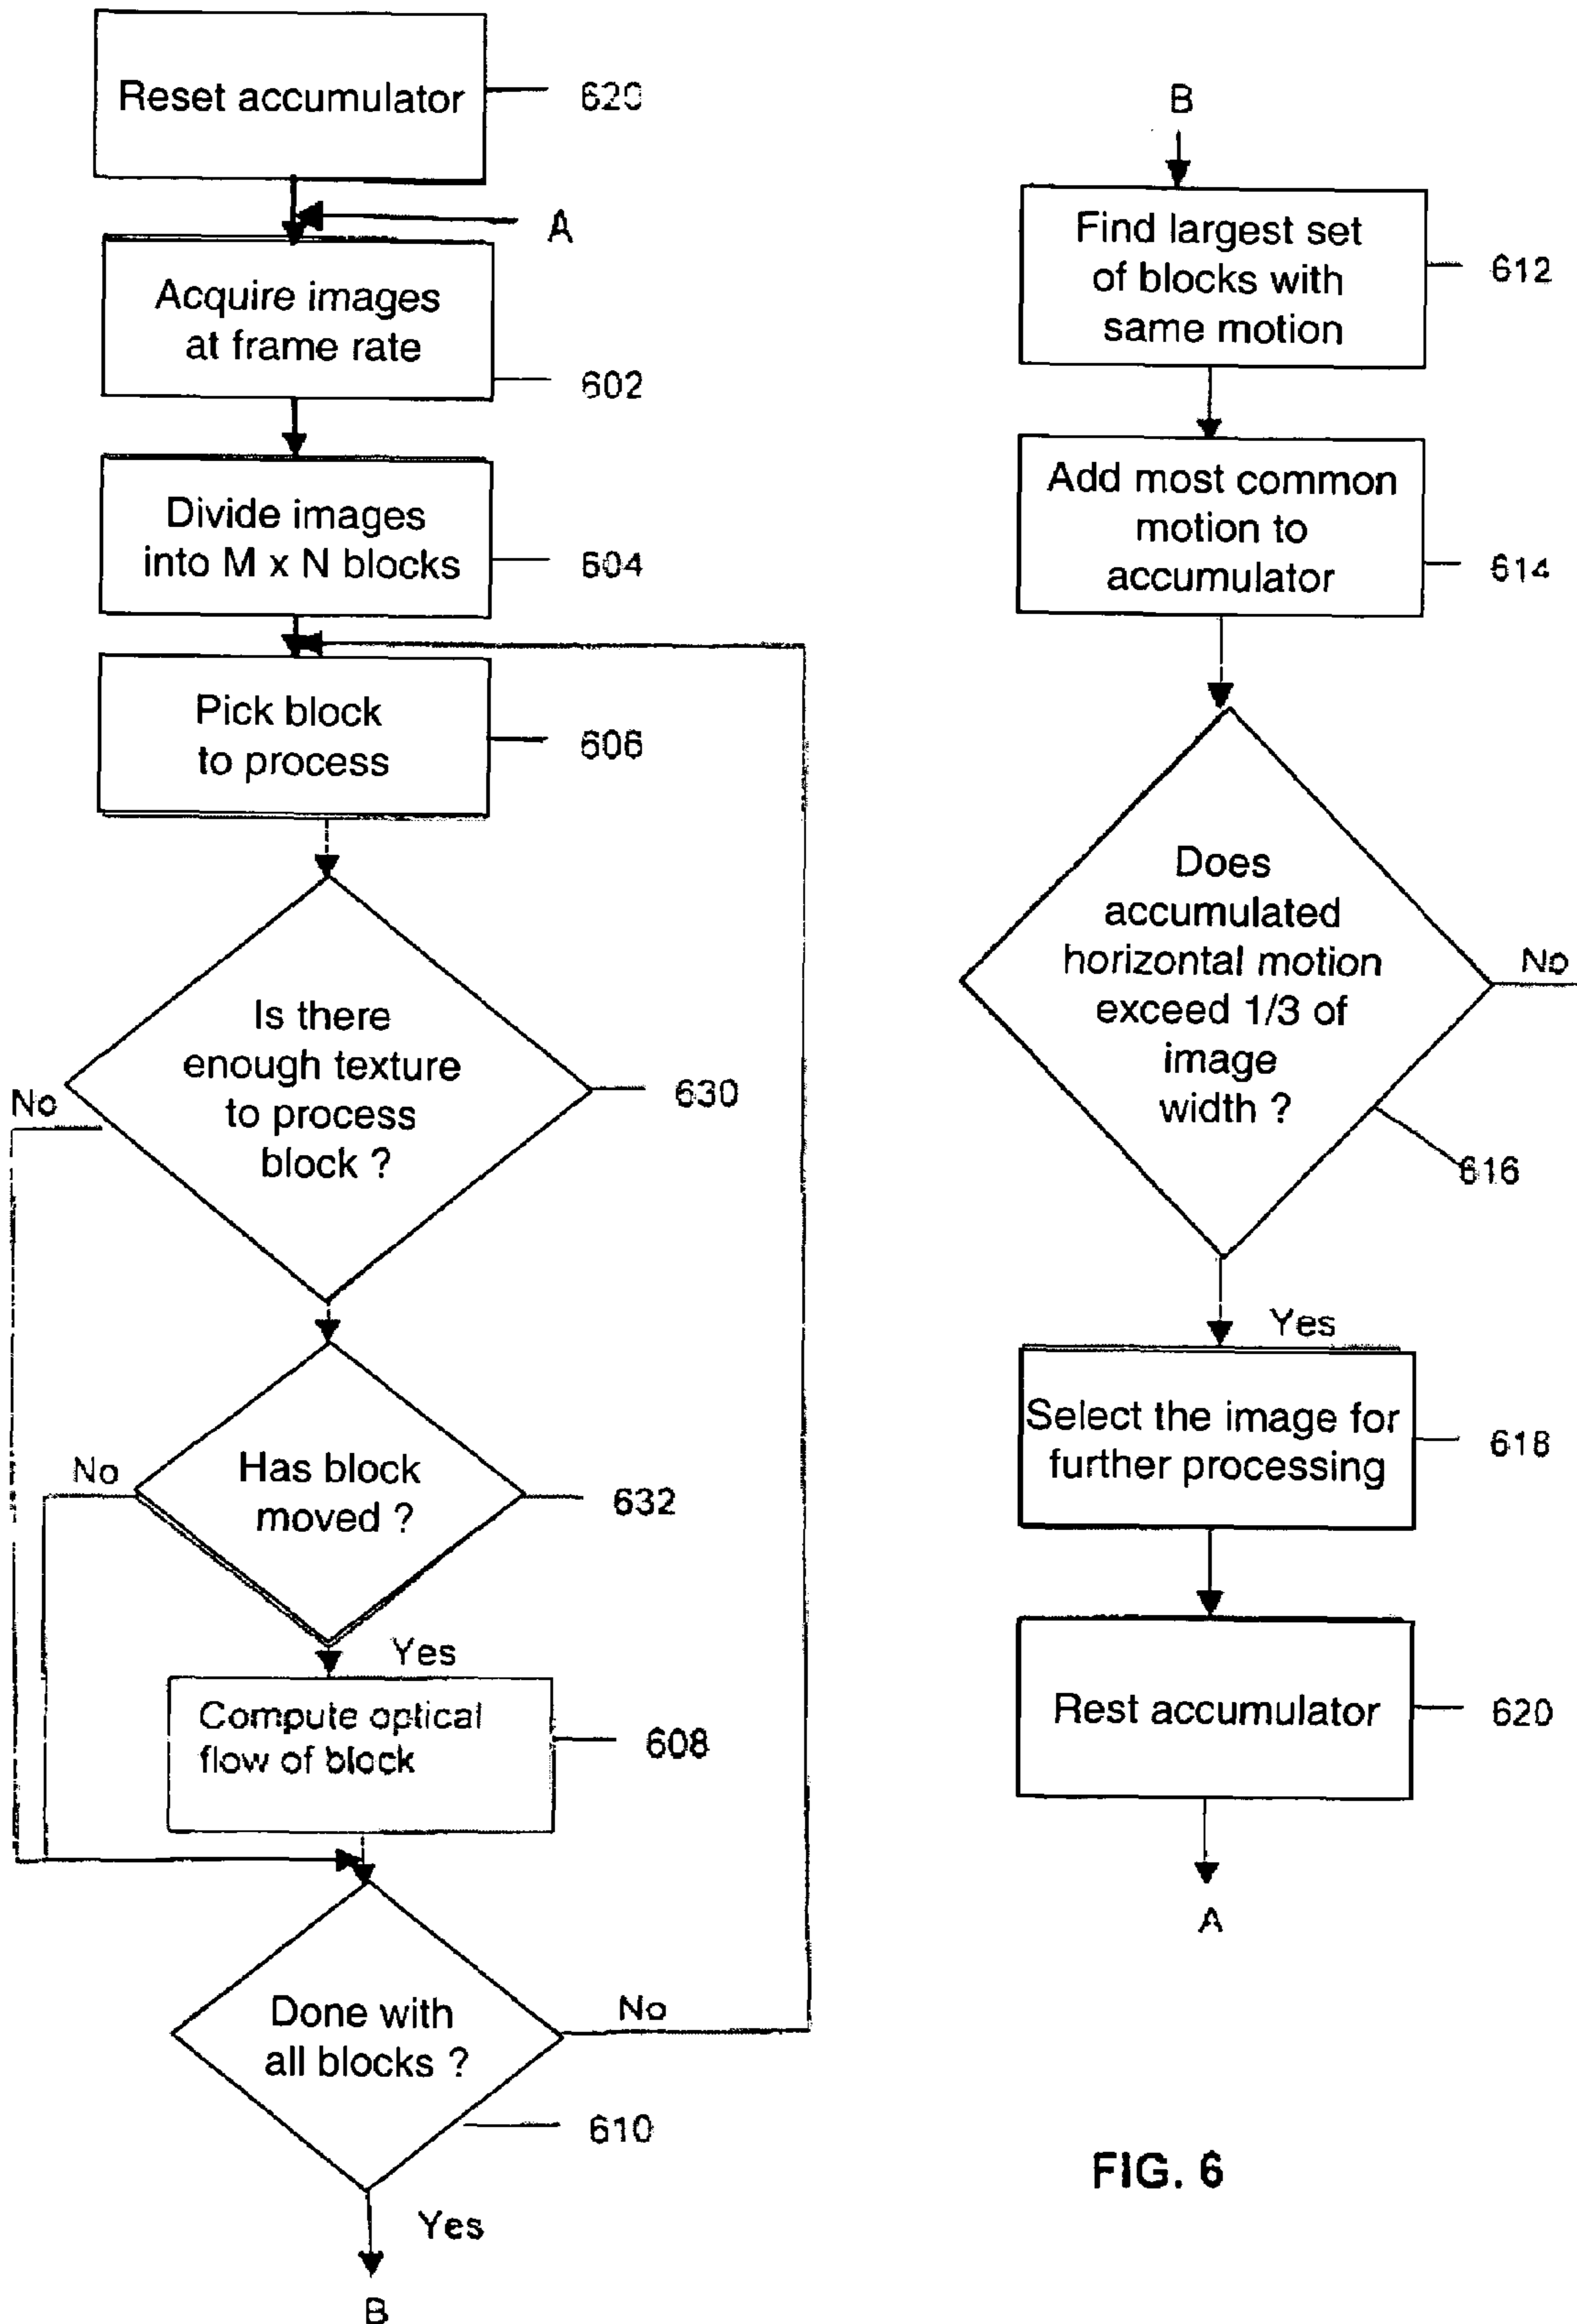 Reset accumulator
620
A
Acquire images
at frame rate
602
Divide images
into M x N blocks
604
Pick block
to process
606
Is there
enough texture
to process
block ?
630
No
Has block
moved ?
632
No
Yes
Compute optical
flow of block
608
Done with
all blocks ?
No
610
Yes
B
B
Find largest set
of blocks with
same motion
612
Add most common
motion to
accumulator
614
Does
accumulated
horizontal motion
exceed 1/3 of
image
width ?
No
616
Yes
Select the image for
further processing
618
Rest accumulator
620
A
FIG. 6